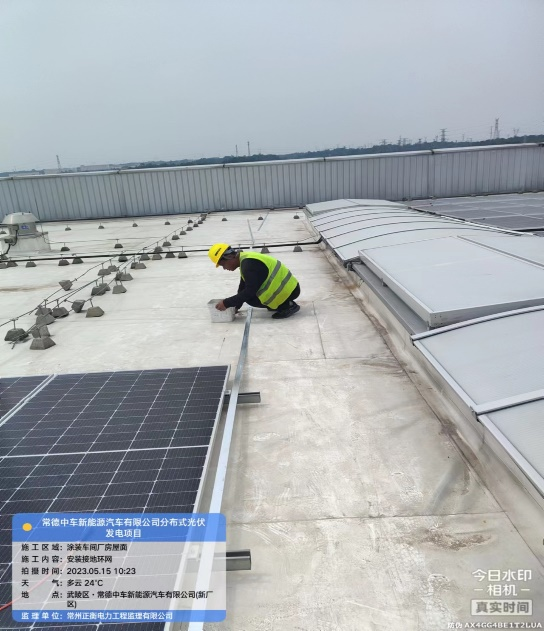 常德中车新能源汽车有限公司分布式光伏
发电项目
施工区域：涂装车间厂房屋面
施工内容：安装接地环网
拍摄时间：2023.05.15 10:23
天气：多云 24℃
地点：武陵区·常德中车新能源汽车有限公司(新厂
区)
监理单位：常州正衡电力工程监理有限公司
今日水印
相机
真实时间
防伪 AX4GG4BE1T2LUA